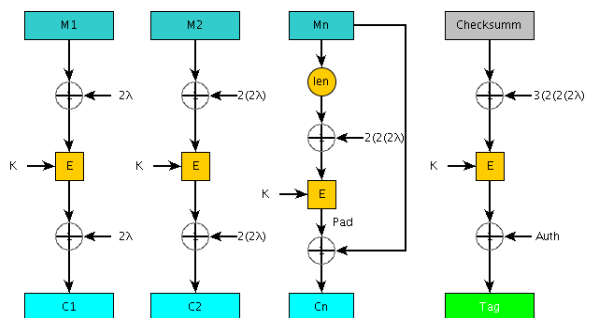 M1 M2 Mn Checksumm
len
2λ 2(2λ) 3(2(2(2λ)
2(2(2λ)
K E K E K E
K E
Pad
2λ 2(2λ) Auth
C1 C2 Cn Tag